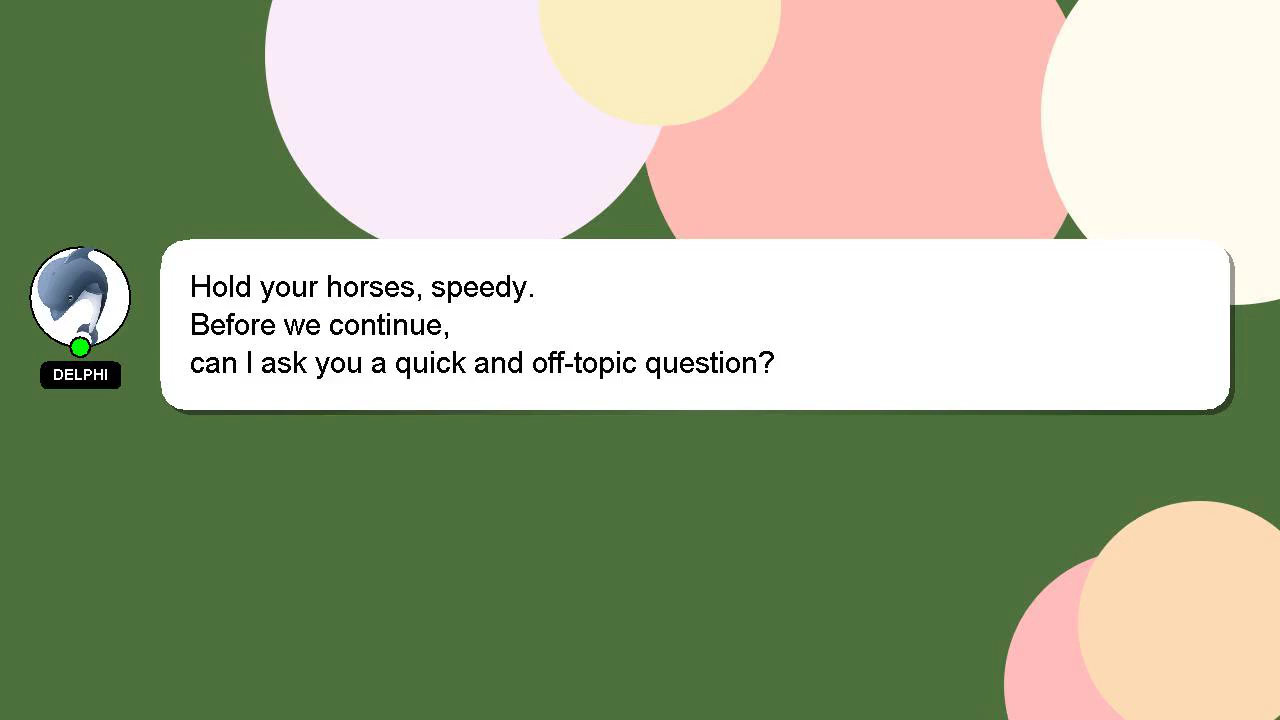 Hold your horses, speedy.
Before we continue,
can I ask you a quick and off-topic question?
DELPHI